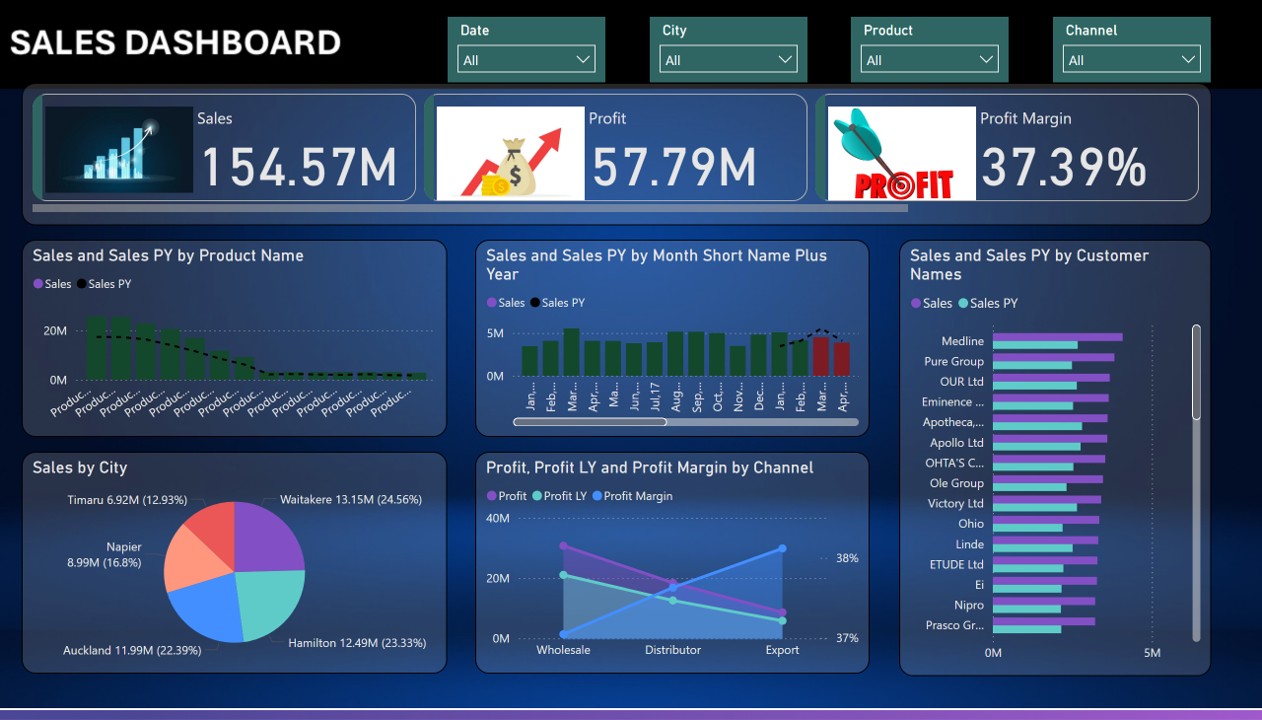 SALES DASHBOARD
Date
All
City
All
Product
All
Channel
All
Sales
154.57M
Profit
57.79M
PROFIT
Profit Margin
37.39%
Sales and Sales PY by Product Name
Sales Sales PY
20M
0M
Produc... Produc... Produc... Produc... Produc... Produc... Produc... Produc... Produc... Produc... Produc... Produc... Produc... Produc...
Sales and Sales PY by Month Short Name Plus
Year
Sales Sales PY
5M
0M
Jan,... Feb,... Mar... Apr,... Ma... Jun,... Jul,17 Aug... Sep... Oct,... Nov... Dec... Jan,... Feb,... Mar... Apr,...
Sales and Sales PY by Customer
Names
Sales Sales PY
Medline
Pure Group
OUR Ltd
Eminence ...
Apotheca,...
Apollo Ltd
OHTA'S C...
Ole Group
Victory Ltd
Ohio
Linde
ETUDE Ltd
Ei
Nipro
Prasco Gr...
0M 5M
Sales by City
Timaru 6.92M (12.93%)
Waitakere 13.15M (24.56%)
Napier
8.99M (16.8%)
Hamilton 12.49M (23.33%)
Auckland 11.99M (22.39%)
Profit, Profit LY and Profit Margin by Channel
Profit Profit LY Profit Margin
40M
38%
20M
0M
37%
Wholesale Distributor Export